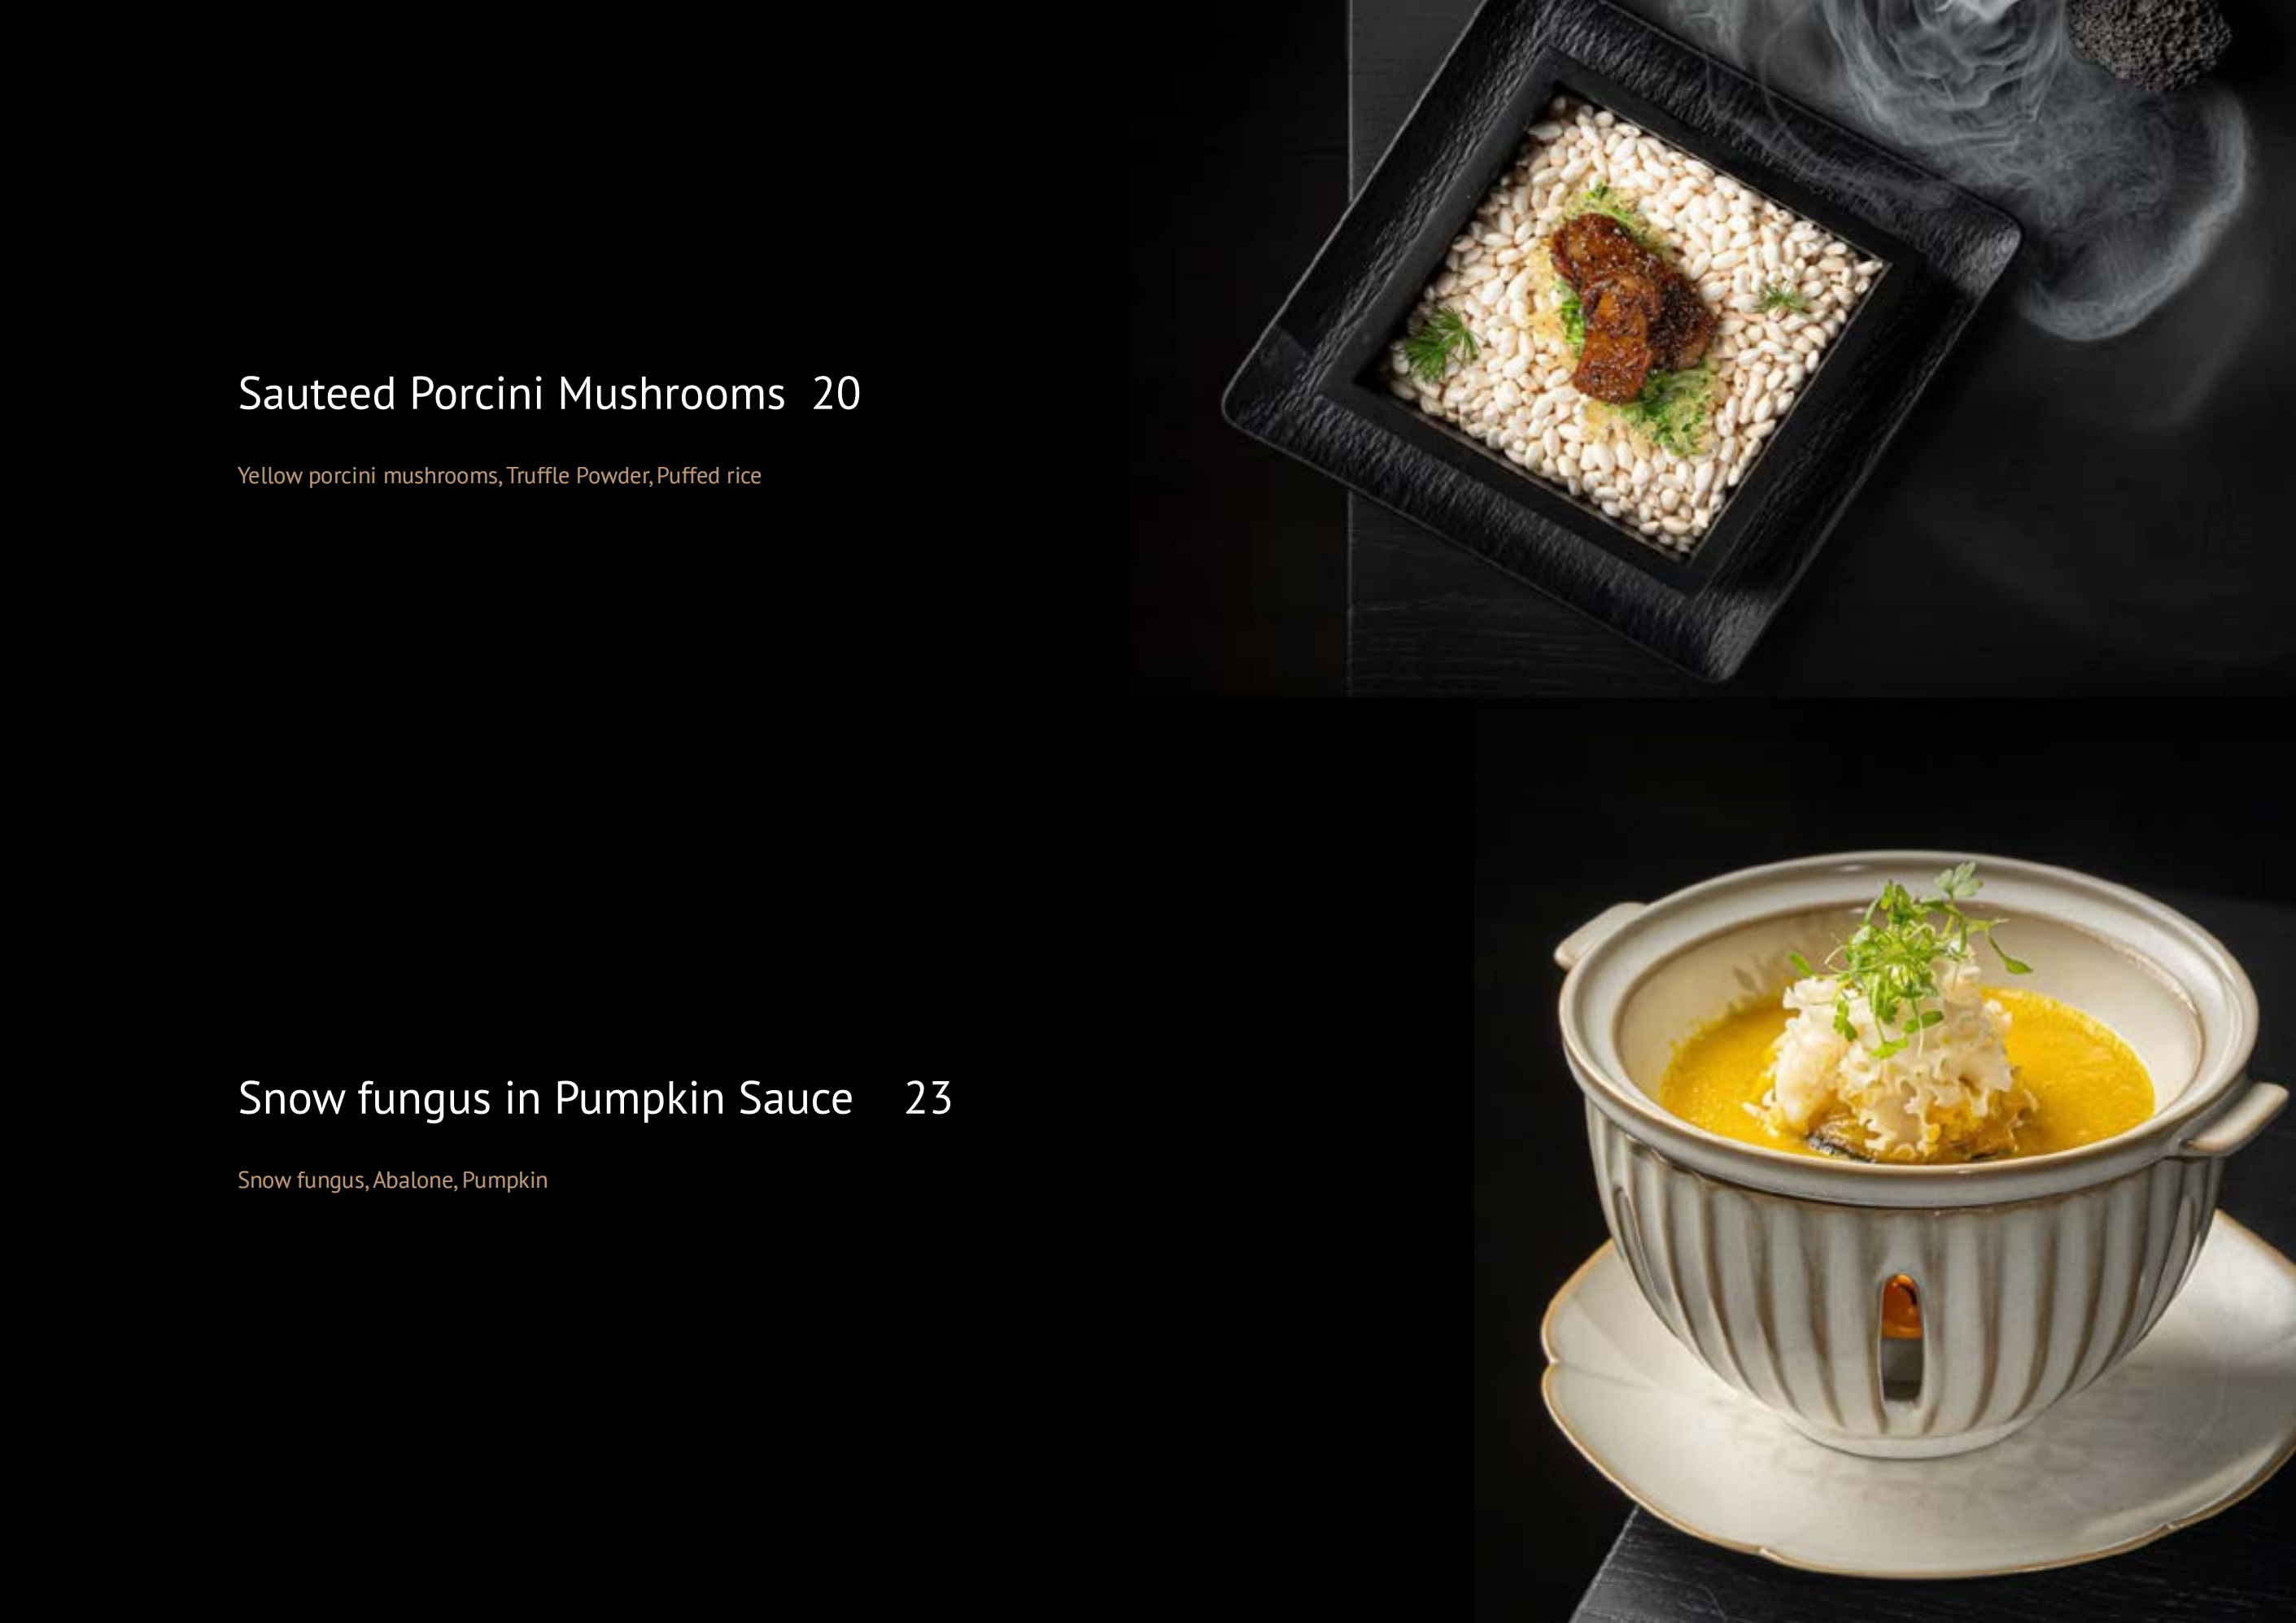 Sauteed Porcini Mushrooms 20
Yellow porcini mushrooms, Truffle Powder, Puffed rice
Snow fungus in Pumpkin Sauce 23
Snow fungus, Abalone, Pumpkin